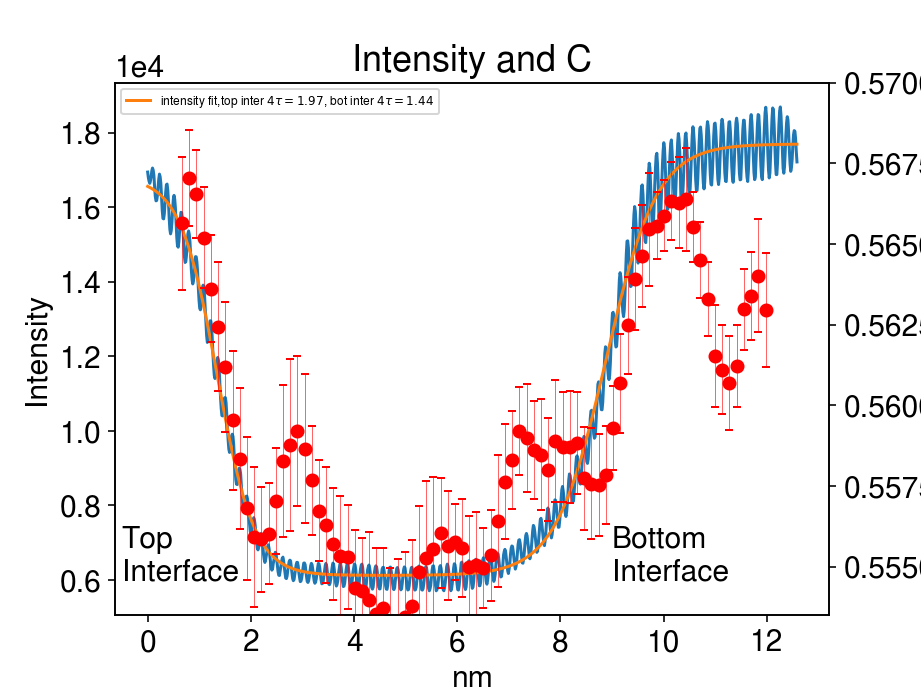 Intensity and C
1e4
0.5700
intensity fit,top inter 4τ = 1.97, bot inter 4τ = 1.44
1.8
0.5675
1.6
0.5650
1.4
0.5625
1.2
0.5600
1.0
0.5575
0.8
0.5550
0.6
Intensity
Top
Interface
Bottom
Interface
0 2 4 6 8 10 12
nm